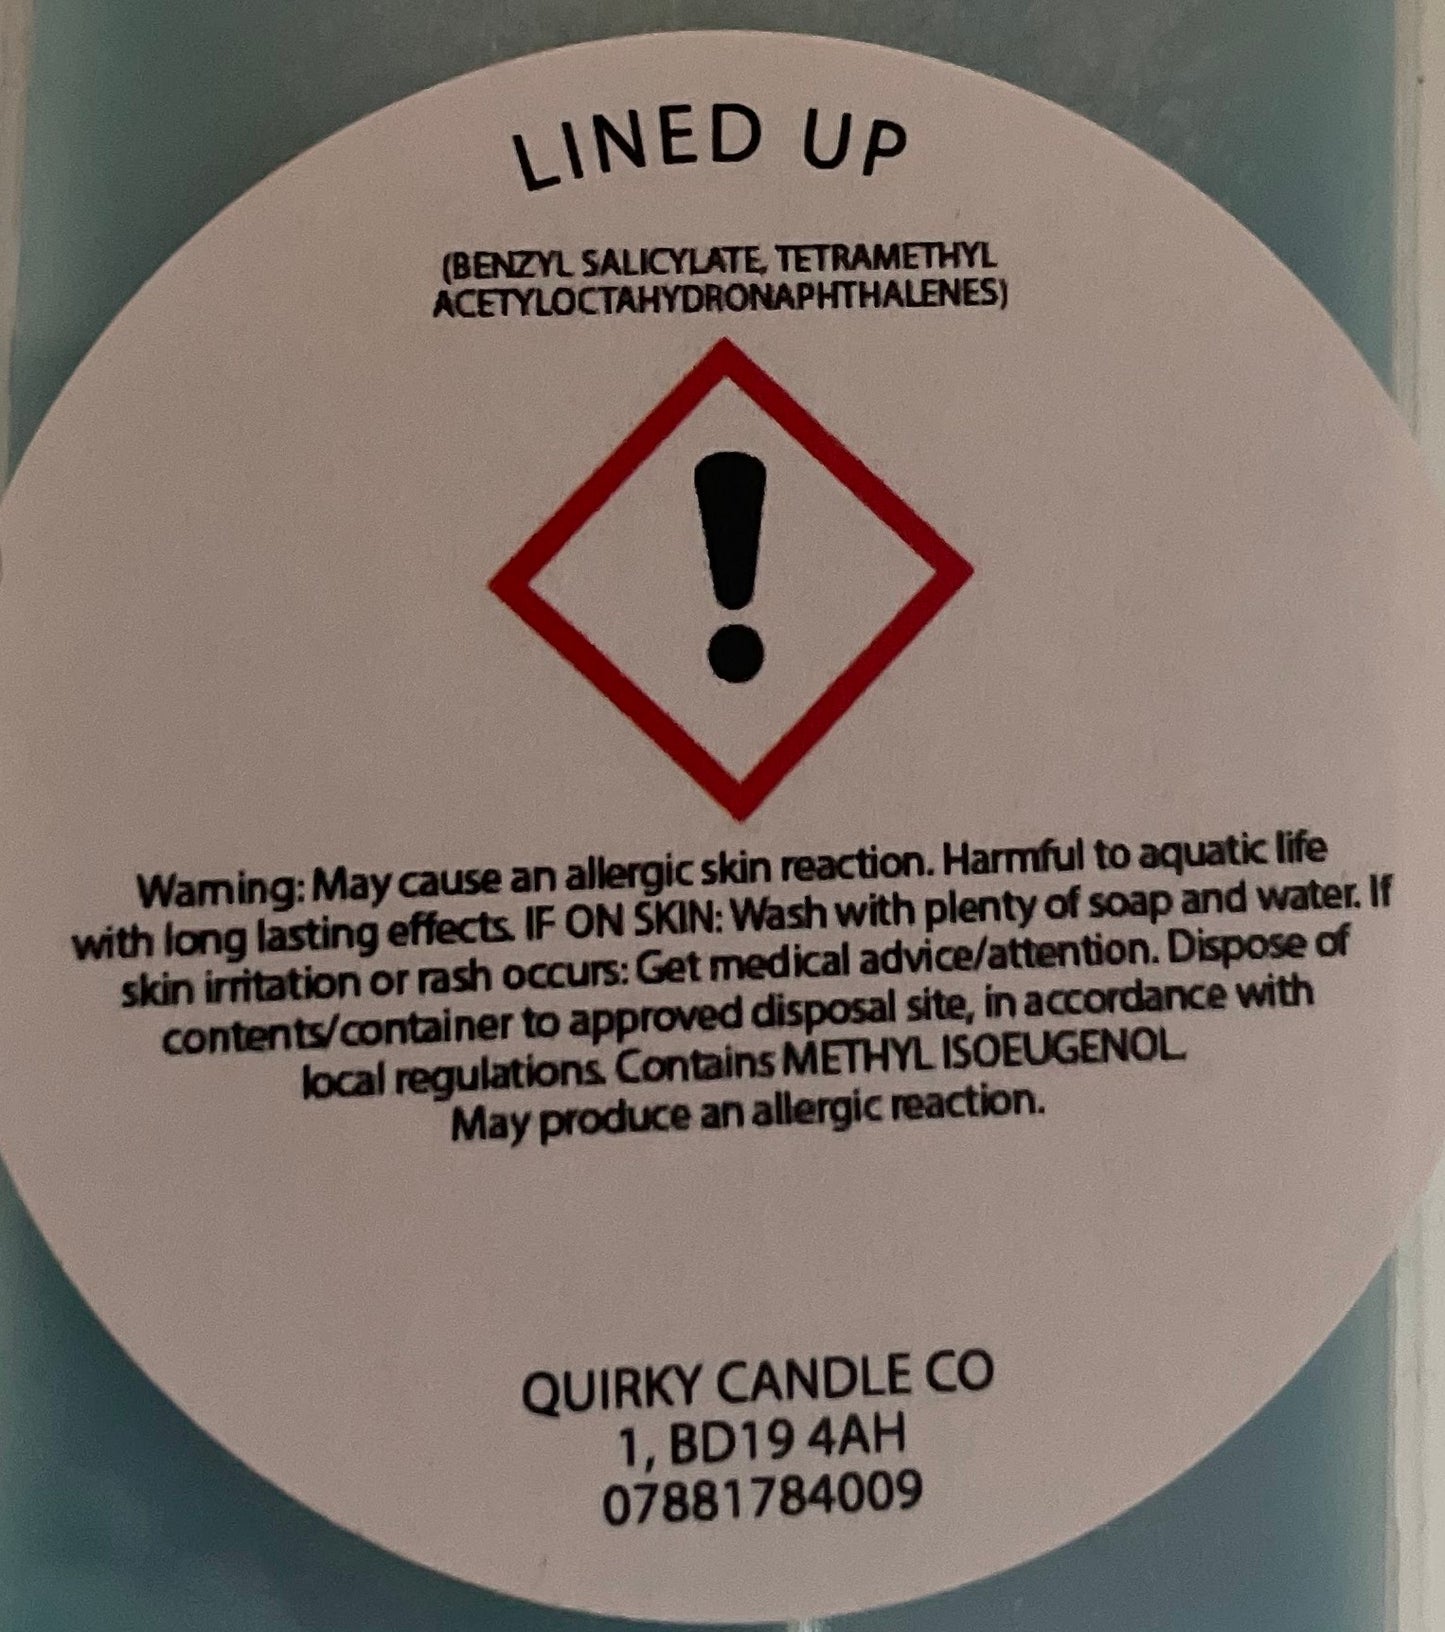 LINED UP
(BENZYL SALICYLATE, TETRAMETHYL
ACETYLOCTAHYDRONAPHTHALENES)
Warning: May cause an allergic skin reaction. Harmful to aquatic life
with long lasting effects. IF ON SKIN: Wash with plenty of soap and water. If
skin irritation or rash occurs: Get medical advice/attention. Dispose of
contents/container to approved disposal site, in accordance with
local regulations. Contains METHYL ISOEUGENOL.
May produce an allergic reaction.
QUIRKY CANDLE CO
1, BD19 4AH
07881784009